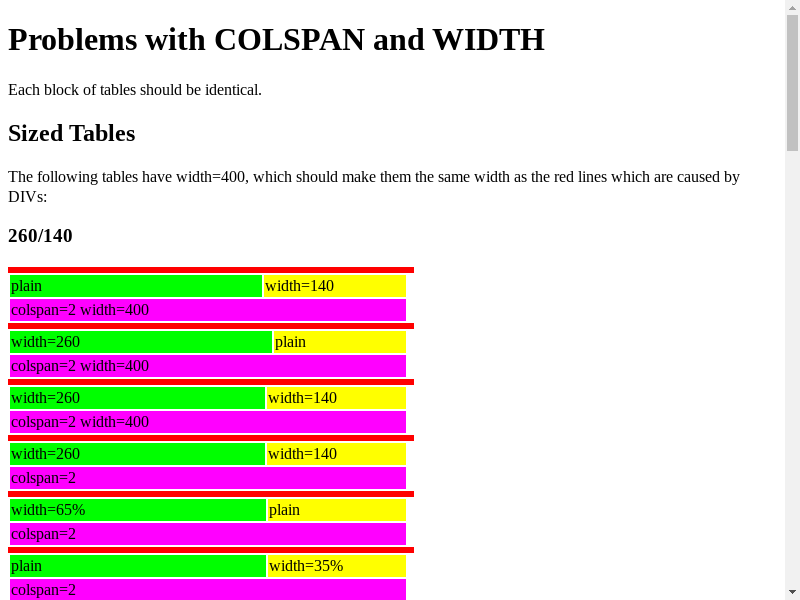 Problems with COLSPAN and WIDTH
Each block of tables should be identical.
Sized Tables
The following tables have width=400, which should make them the same width as the red lines which are caused by
DIVs:
260/140
plain width=140
colspan=2 width=400
width=260 plain
colspan=2 width=400
width=260 width=140
colspan=2 width=400
width=260 width=140
colspan=2
width=65% plain
colspan=2
plain width=35%
colspan=2